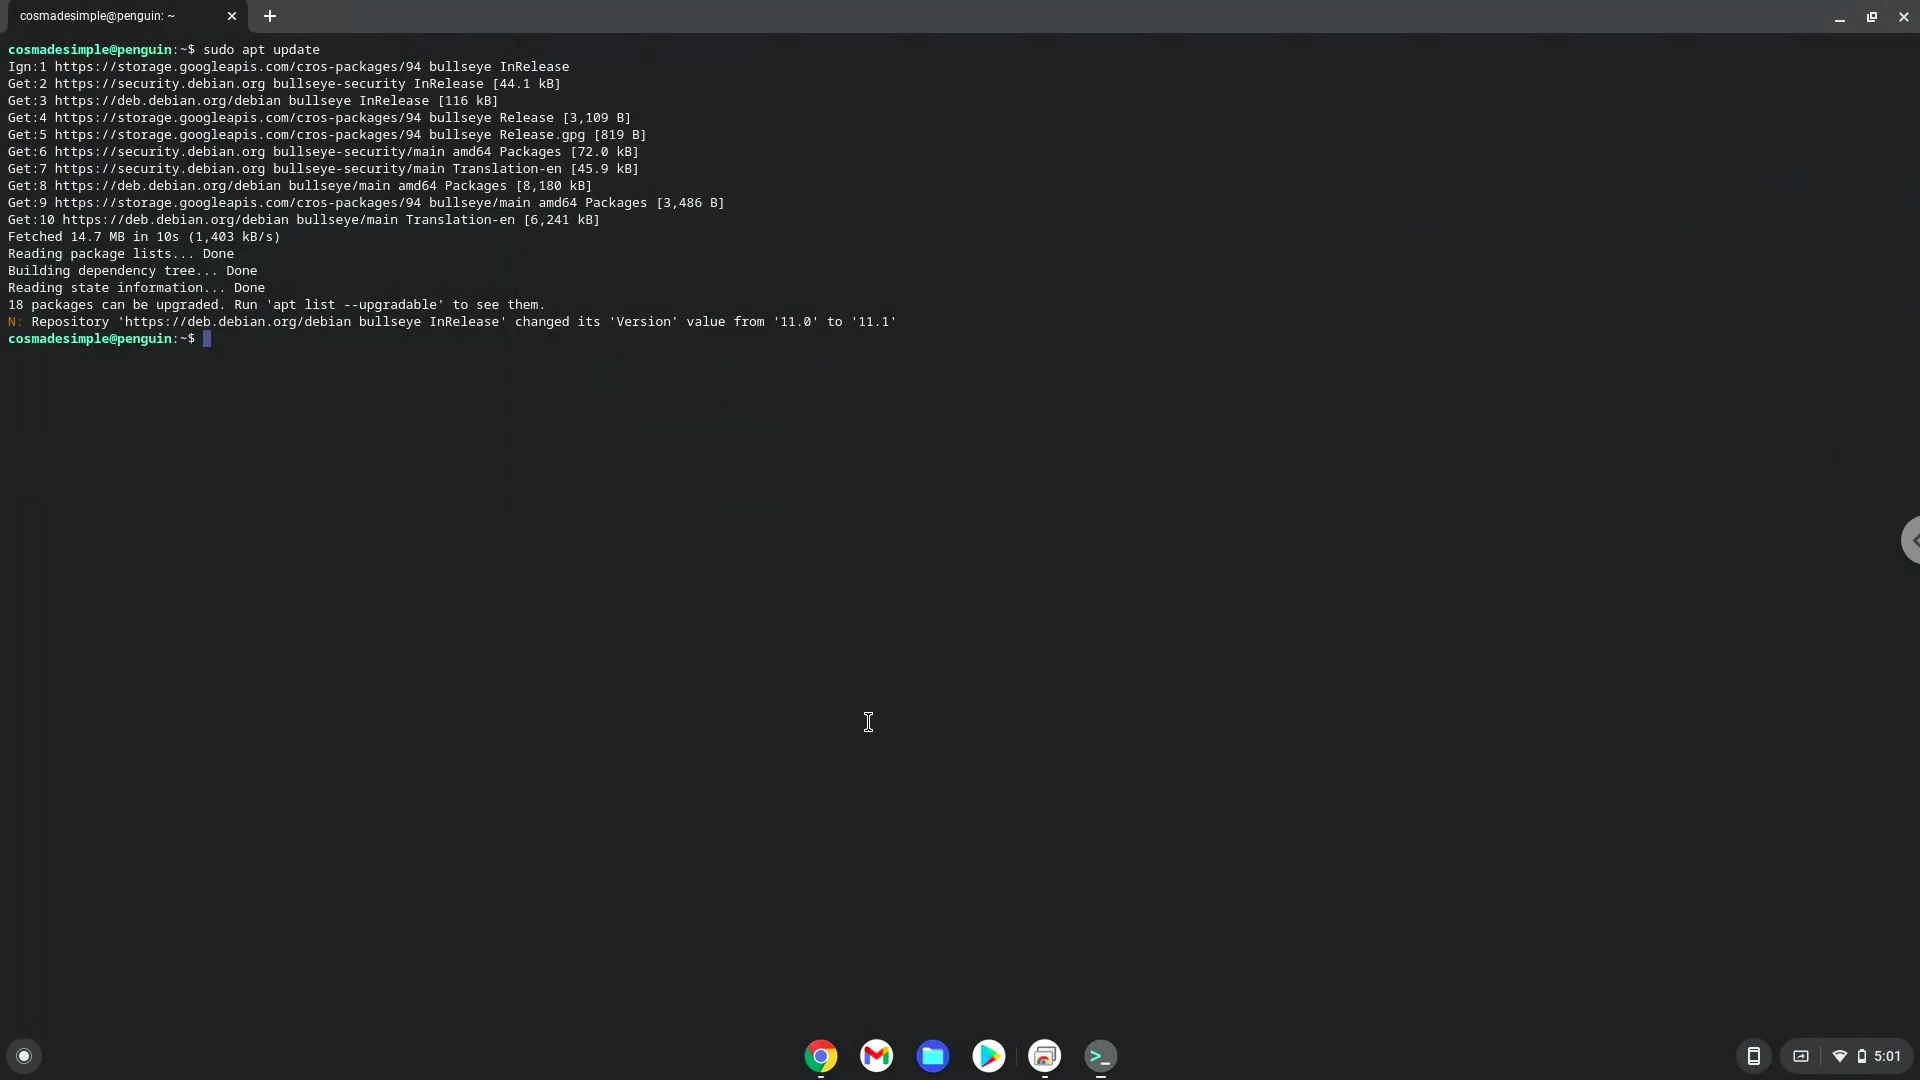 cosmadesimple@penguin: ~
cosmadesimple@penguin:~$ sudo apt update
Ign:1 https://storage.googleapis.com/cros-packages/94 bullseye InRelease
Get:2 https://security.debian.org bullseye-security InRelease [44.1 kB]
Get:3 https://deb.debian.org/debian bullseye InRelease [116 kB]
Get:4 https://storage.googleapis.com/cros-packages/94 bullseye Release [3,109 B]
Get:5 https://storage.googleapis.com/cros-packages/94 bullseye Release.gpg [819 B]
Get:6 https://security.debian.org bullseye-security/main amd64 Packages [72.0 kB]
Get:7 https://security.debian.org bullseye-security/main Translation-en [45.9 kB]
Get:8 https://deb.debian.org/debian bullseye/main amd64 Packages [8,180 kB]
Get:9 https://storage.googleapis.com/cros-packages/94 bullseye/main amd64 Packages [3,486 B]
Get:10 https://deb.debian.org/debian bullseye/main Translation-en [6,241 kB]
Fetched 14.7 MB in 10s (1,403 kB/s)
Reading package lists... Done
Building dependency tree... Done
Reading state information... Done
18 packages can be upgraded. Run 'apt list --upgradable' to see them.
N: Repository 'https://deb.debian.org/debian bullseye InRelease' changed its 'Version' value from '11.0' to '11.1'
cosmadesimple@penguin:~$
5:01